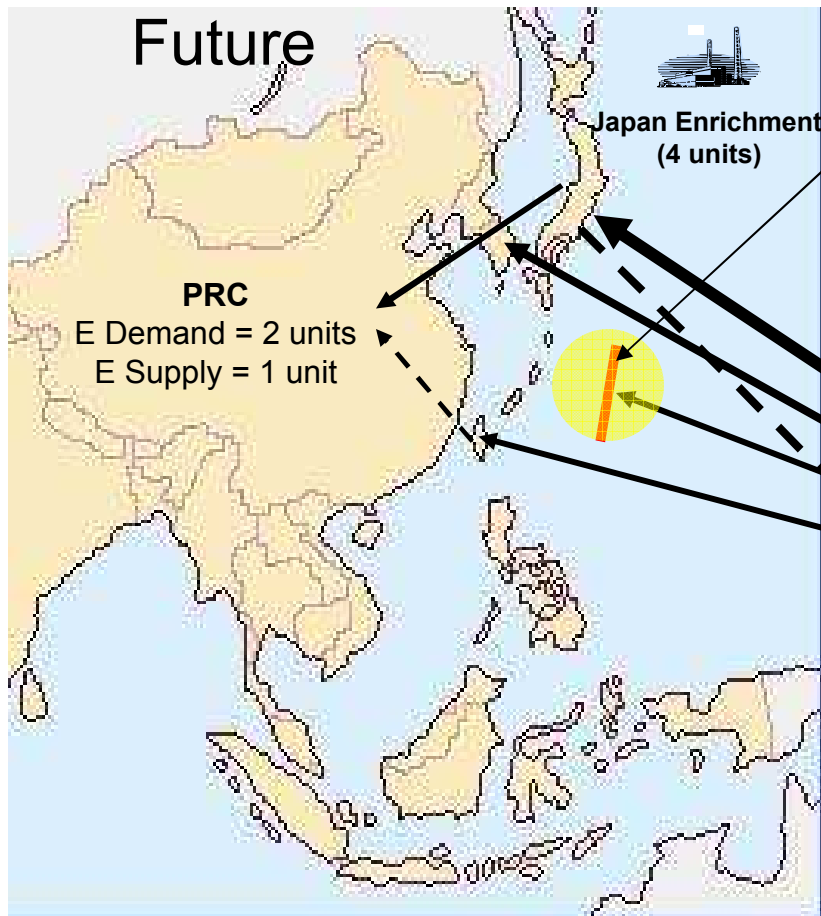 Future
Japan Enrichment
(4 units)
PRC
E Demand = 2 units
E Supply = 1 unit